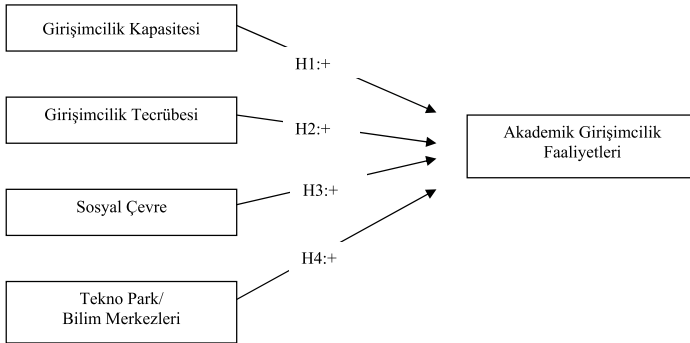 Girişimcilik Kapasitesi
H1:+
Girişimcilik Tecrübesi
H2:+
Akademik Girişimcilik
Faaliyetleri
Sosyal Çevre
H3:+
H4:+
Tekno Park/
Bilim Merkezleri